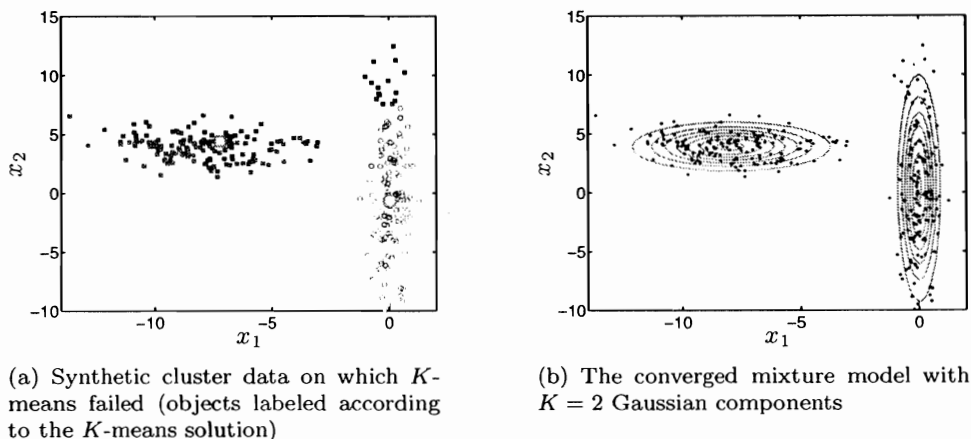 15
10
5
0
−5
−10
x2
−10
−5
0
x1
15
10
5
0
−5
−10
x2
−10
−5
0
x1
(a) Synthetic cluster data on which K-
means failed (objects labeled according
to the K-means solution)
(b) The converged mixture model with
K = 2 Gaussian components